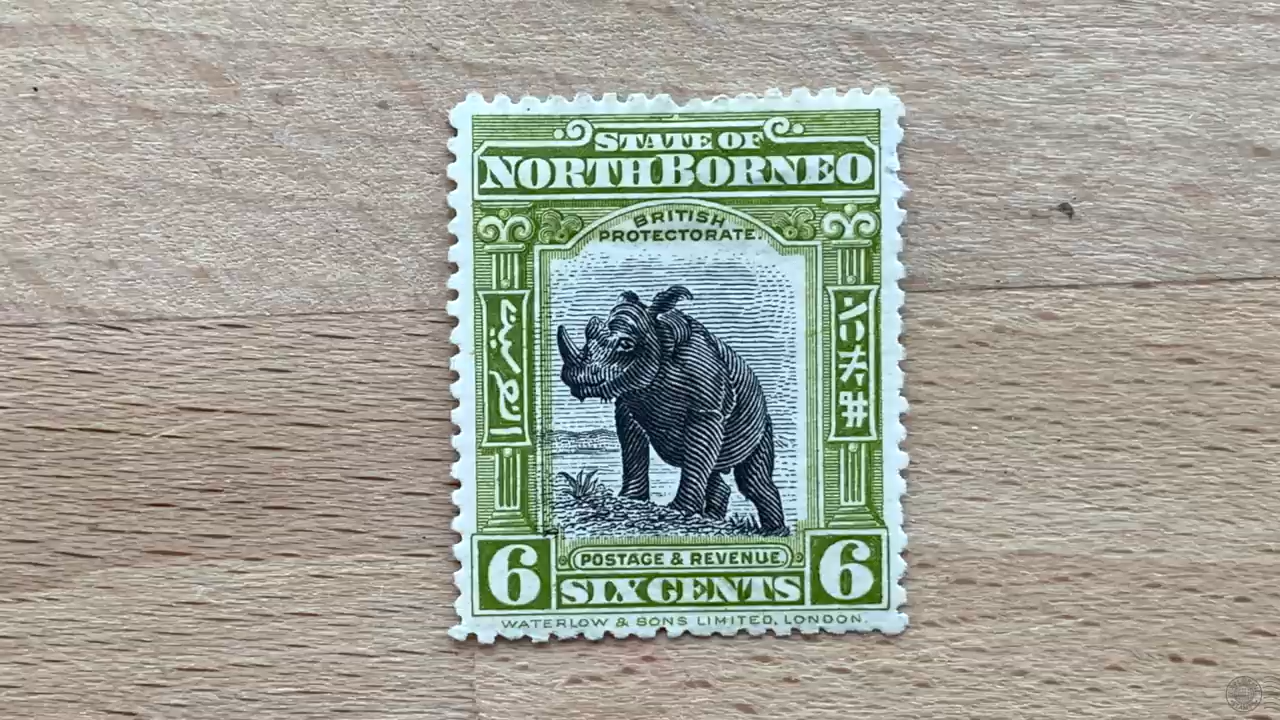 STATE OF
NORTH BORNEO
BRITISH
PROTECTORATE.
6
POSTAGE & REVENUE
SIX CENTS
6
WATERLOW & SONS LIMITED, LONDON.